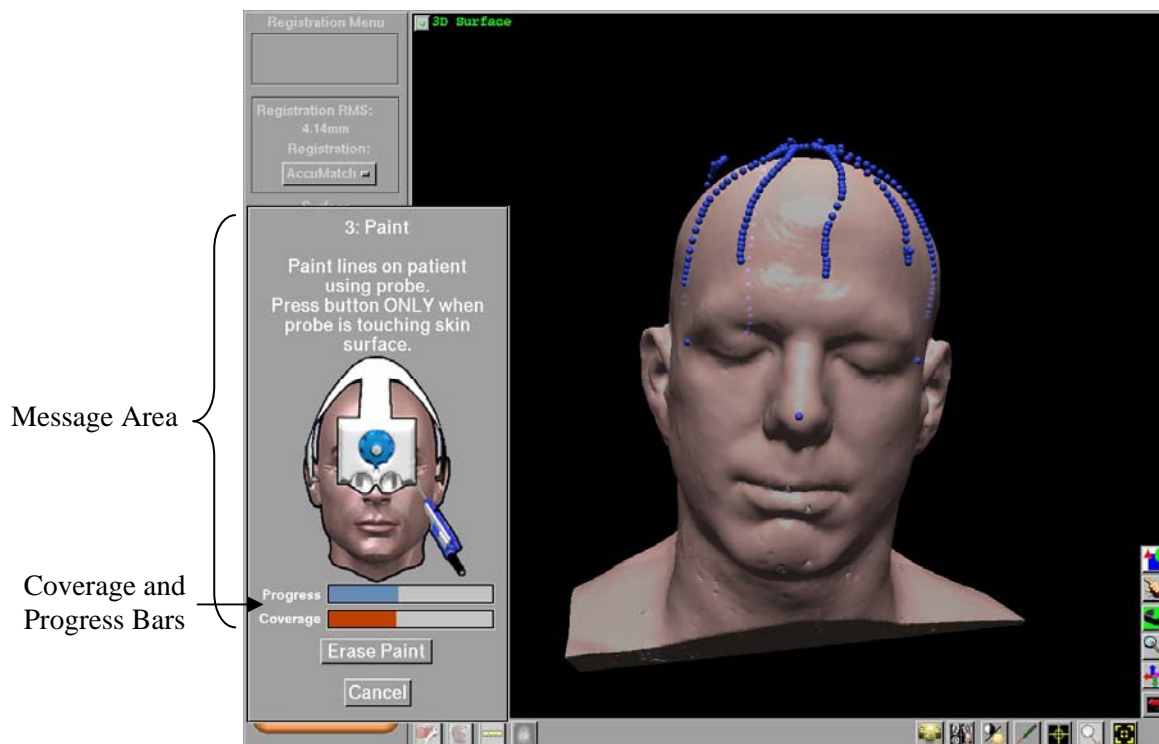 Registration Menu
3D Surface
Registration RMS:
4.14mm
Registration:
AccuMatch
3: Paint
Paint lines on patient
using probe.
Press button ONLY when
probe is touching skin
surface.
Message Area
Coverage and
Progress Bars
Progress
Coverage
Erase Paint
Cancel